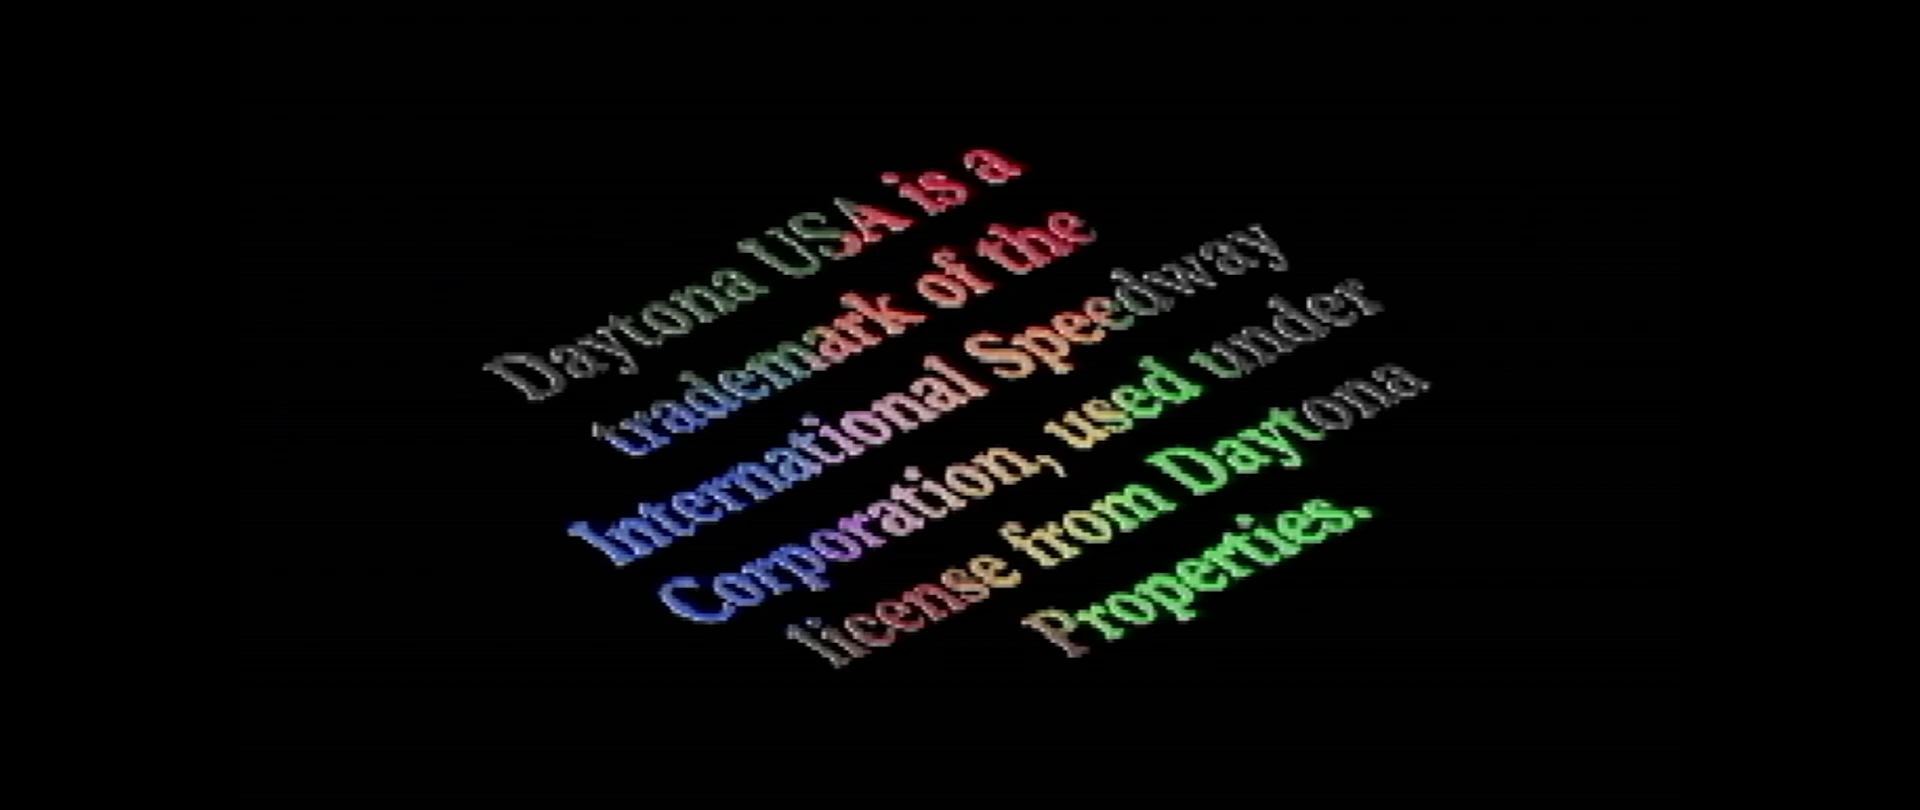 Daytona USA is a
trademark of the
International Speedway
Corporation, used under
license from Daytona
Properties.